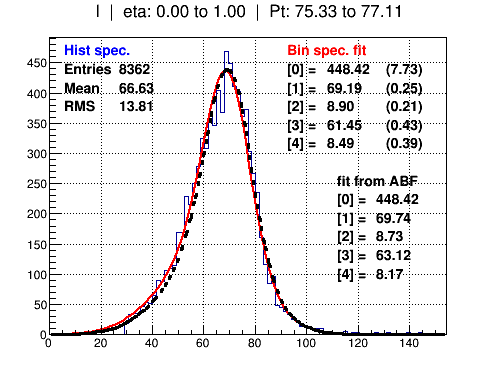 I | eta: 0.00 to 1.00 | Pt: 75.33 to 77.11
Hist spec.
Entries 8362
Mean 66.63
RMS 13.81
Bin spec. fit
[0] = 448.42 (7.73)
[1] = 69.19 (0.25)
[2] = 8.90 (0.21)
[3] = 61.45 (0.43)
[4] = 8.49 (0.39)
fit from ABF
[0] = 448.42
[1] = 69.74
[2] = 8.73
[3] = 63.12
[4] = 8.17
450
400
350
300
250
200
150
100
50
0
0 20 40 60 80 100 120 140